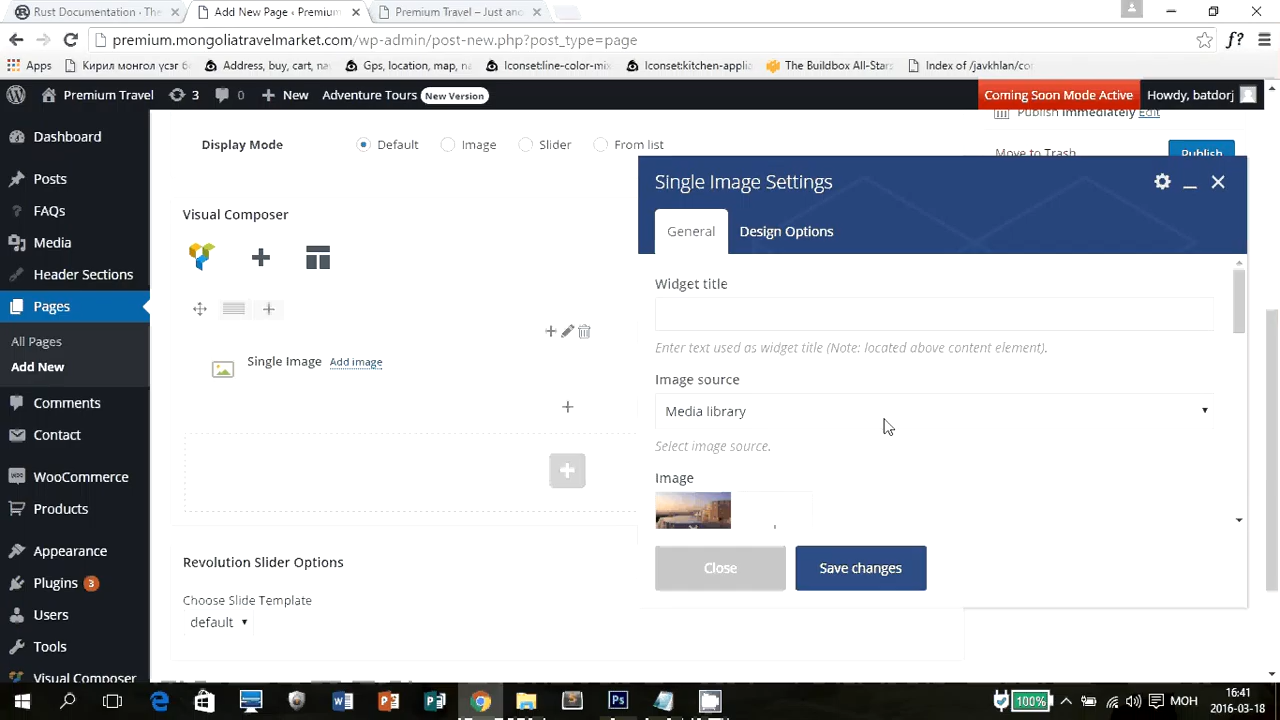 Rust Documentation - The
Add New Page ‹ Premium
Premium Travel – Just ano
premium.mongoliatravelmarket.com/wp-admin/post-new.php?post_type=page
f?
Apps
Кирил монгол үсэг б
Address, buy, cart, na
Gps, location, map, n
Iconset:line-color-mix
Iconset:kitchen-applia
The Buildbox All-Stars
Index of /javkhlan/co
Premium Travel
3
0
New
Adventure Tours
New Version
Coming Soon Mode Active
Howdy, batdorj
Dashboard
Posts
FAQs
Media
Header Sections
Pages
All Pages
Add New
Comments
Contact
WooCommerce
Products
Appearance
Plugins 3
Users
Tools
Visual Composer
Display Mode
Default
Image
Slider
From list
Publish immediately Edit
Move to Trash
Publish
Visual Composer
Single Image
Add image
Revolution Slider Options
Choose Slide Template
default
Single Image Settings
General
Design Options
Widget title
Enter text used as widget title (Note: located above content element).
Image source
Media library
Select image source.
Image
Close
Save changes
100%
МОН
16:41
2016-03-18